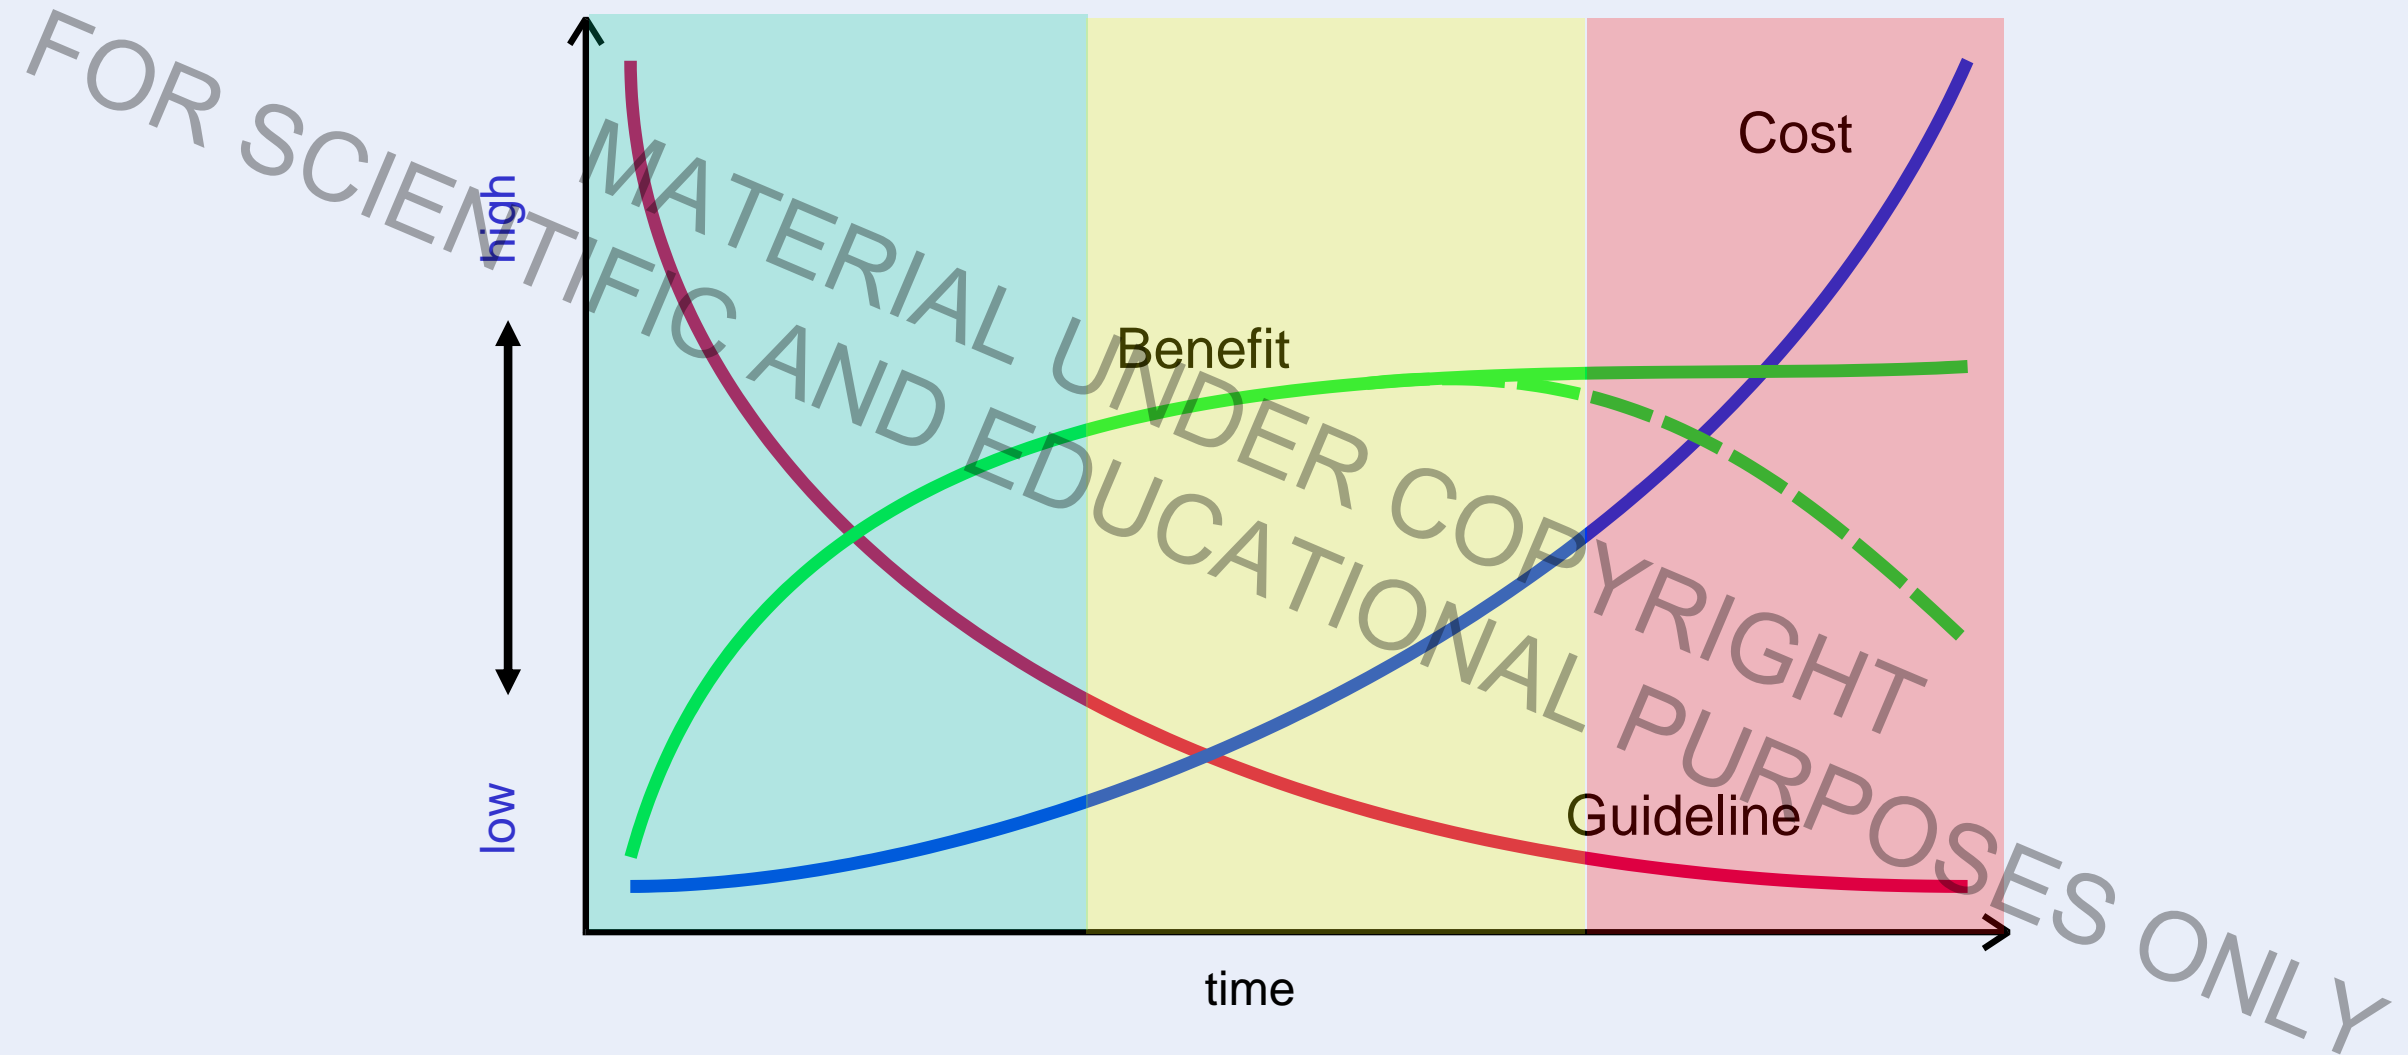 MATERIAL UNDER COPYRIGHT
FOR SCIENTIFIC AND EDUCATIONAL PURPOSES ONLY
high
low
Cost
Benefit
Guideline
time